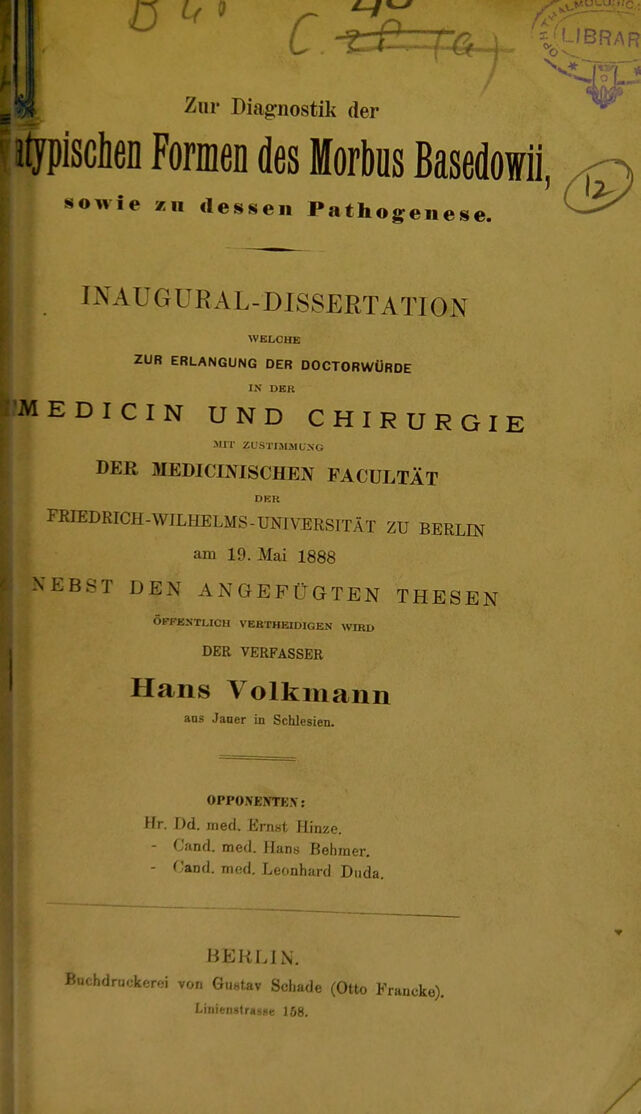 LIBRAR
Zur Diagnostik der
atypischen Formen des Morbus Basedowii,
12
sowie zu dessen Pathogenese.
INAUGURAL-DISSERTATION
WELCHE
ZUR ERLANGUNG DER DOCTORWÜRDE
IN DER
MEDICIN UND CHIRURGIE
MIT ZUSTIMMUNG
DER MEDICINISCHEN FACULTÄT
DER
FRIEDRICH-WILHELMS-UNIVERSITÄT ZU BERLIN
am 19. Mai 1888
NEBST DEN ANGEFÜGTEN THESEN
ÖFFENTLICH VERTHEIDIGEN WIRD
DER VERFASSER
Hans Volkmann
aus Jauer in Schlesien.
OPPONENTEN:
Hr. Dd. med. Ernst Hinze.
- Cand. med. Hans Behmer.
- Cand. med. Leonhard Duda.
BERLIN.
Buchdruckerei von Gustav Schade (Otto Francke).
Linienstrasse 158.